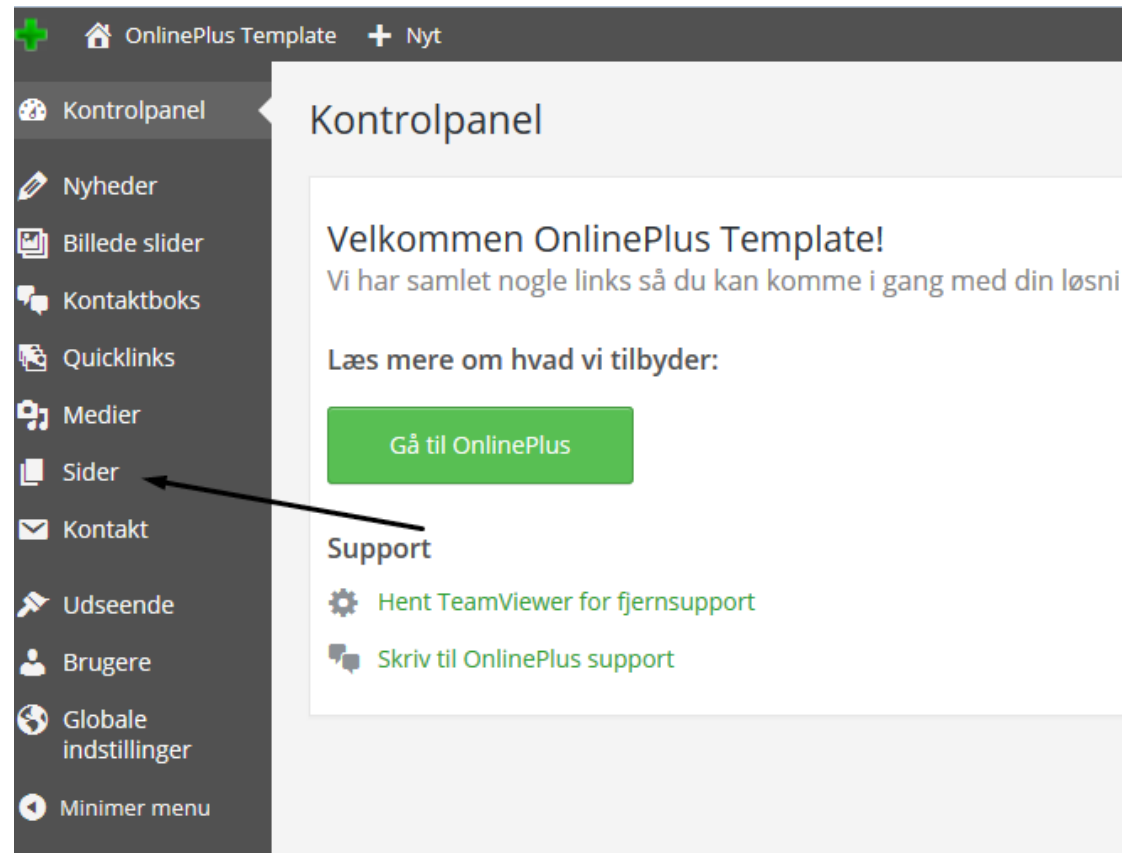 OnlinePlus Template
Nyt
Kontrolpanel
Nyheder
Billede slider
Kontaktboks
Quicklinks
Medier
Sider
Kontakt
Udseende
Brugere
Globale
indstillinger
Minimer menu
Kontrolpanel
Velkommen OnlinePlus Template!
Vi har samlet nogle links så du kan komme i gang med din løsni
Læs mere om hvad vi tilbyder:
Gå til OnlinePlus
Support
Hent TeamViewer for fjernsupport
Skriv til OnlinePlus support